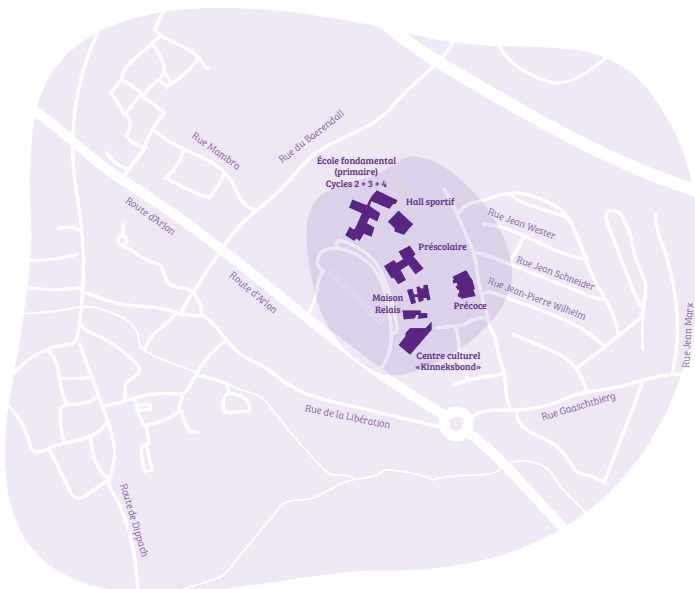 Rue du Baerendall
Rue Mambra
École fondamental
(primaire)
Cycles 2 + 3 + 4
Hall sportif
Route d'Arlon
Rue Jean Wester
Préscolaire
Rue Jean Schneider
Route d'Arlon
Rue Jean-Pierre Wilhelm
Maison
Relais
Précoce
Rue Jean Marx
Centre culturel
«Kinneksbond»
Rue de la Libération
Rue Gaaschtbierg
Route de Dippach